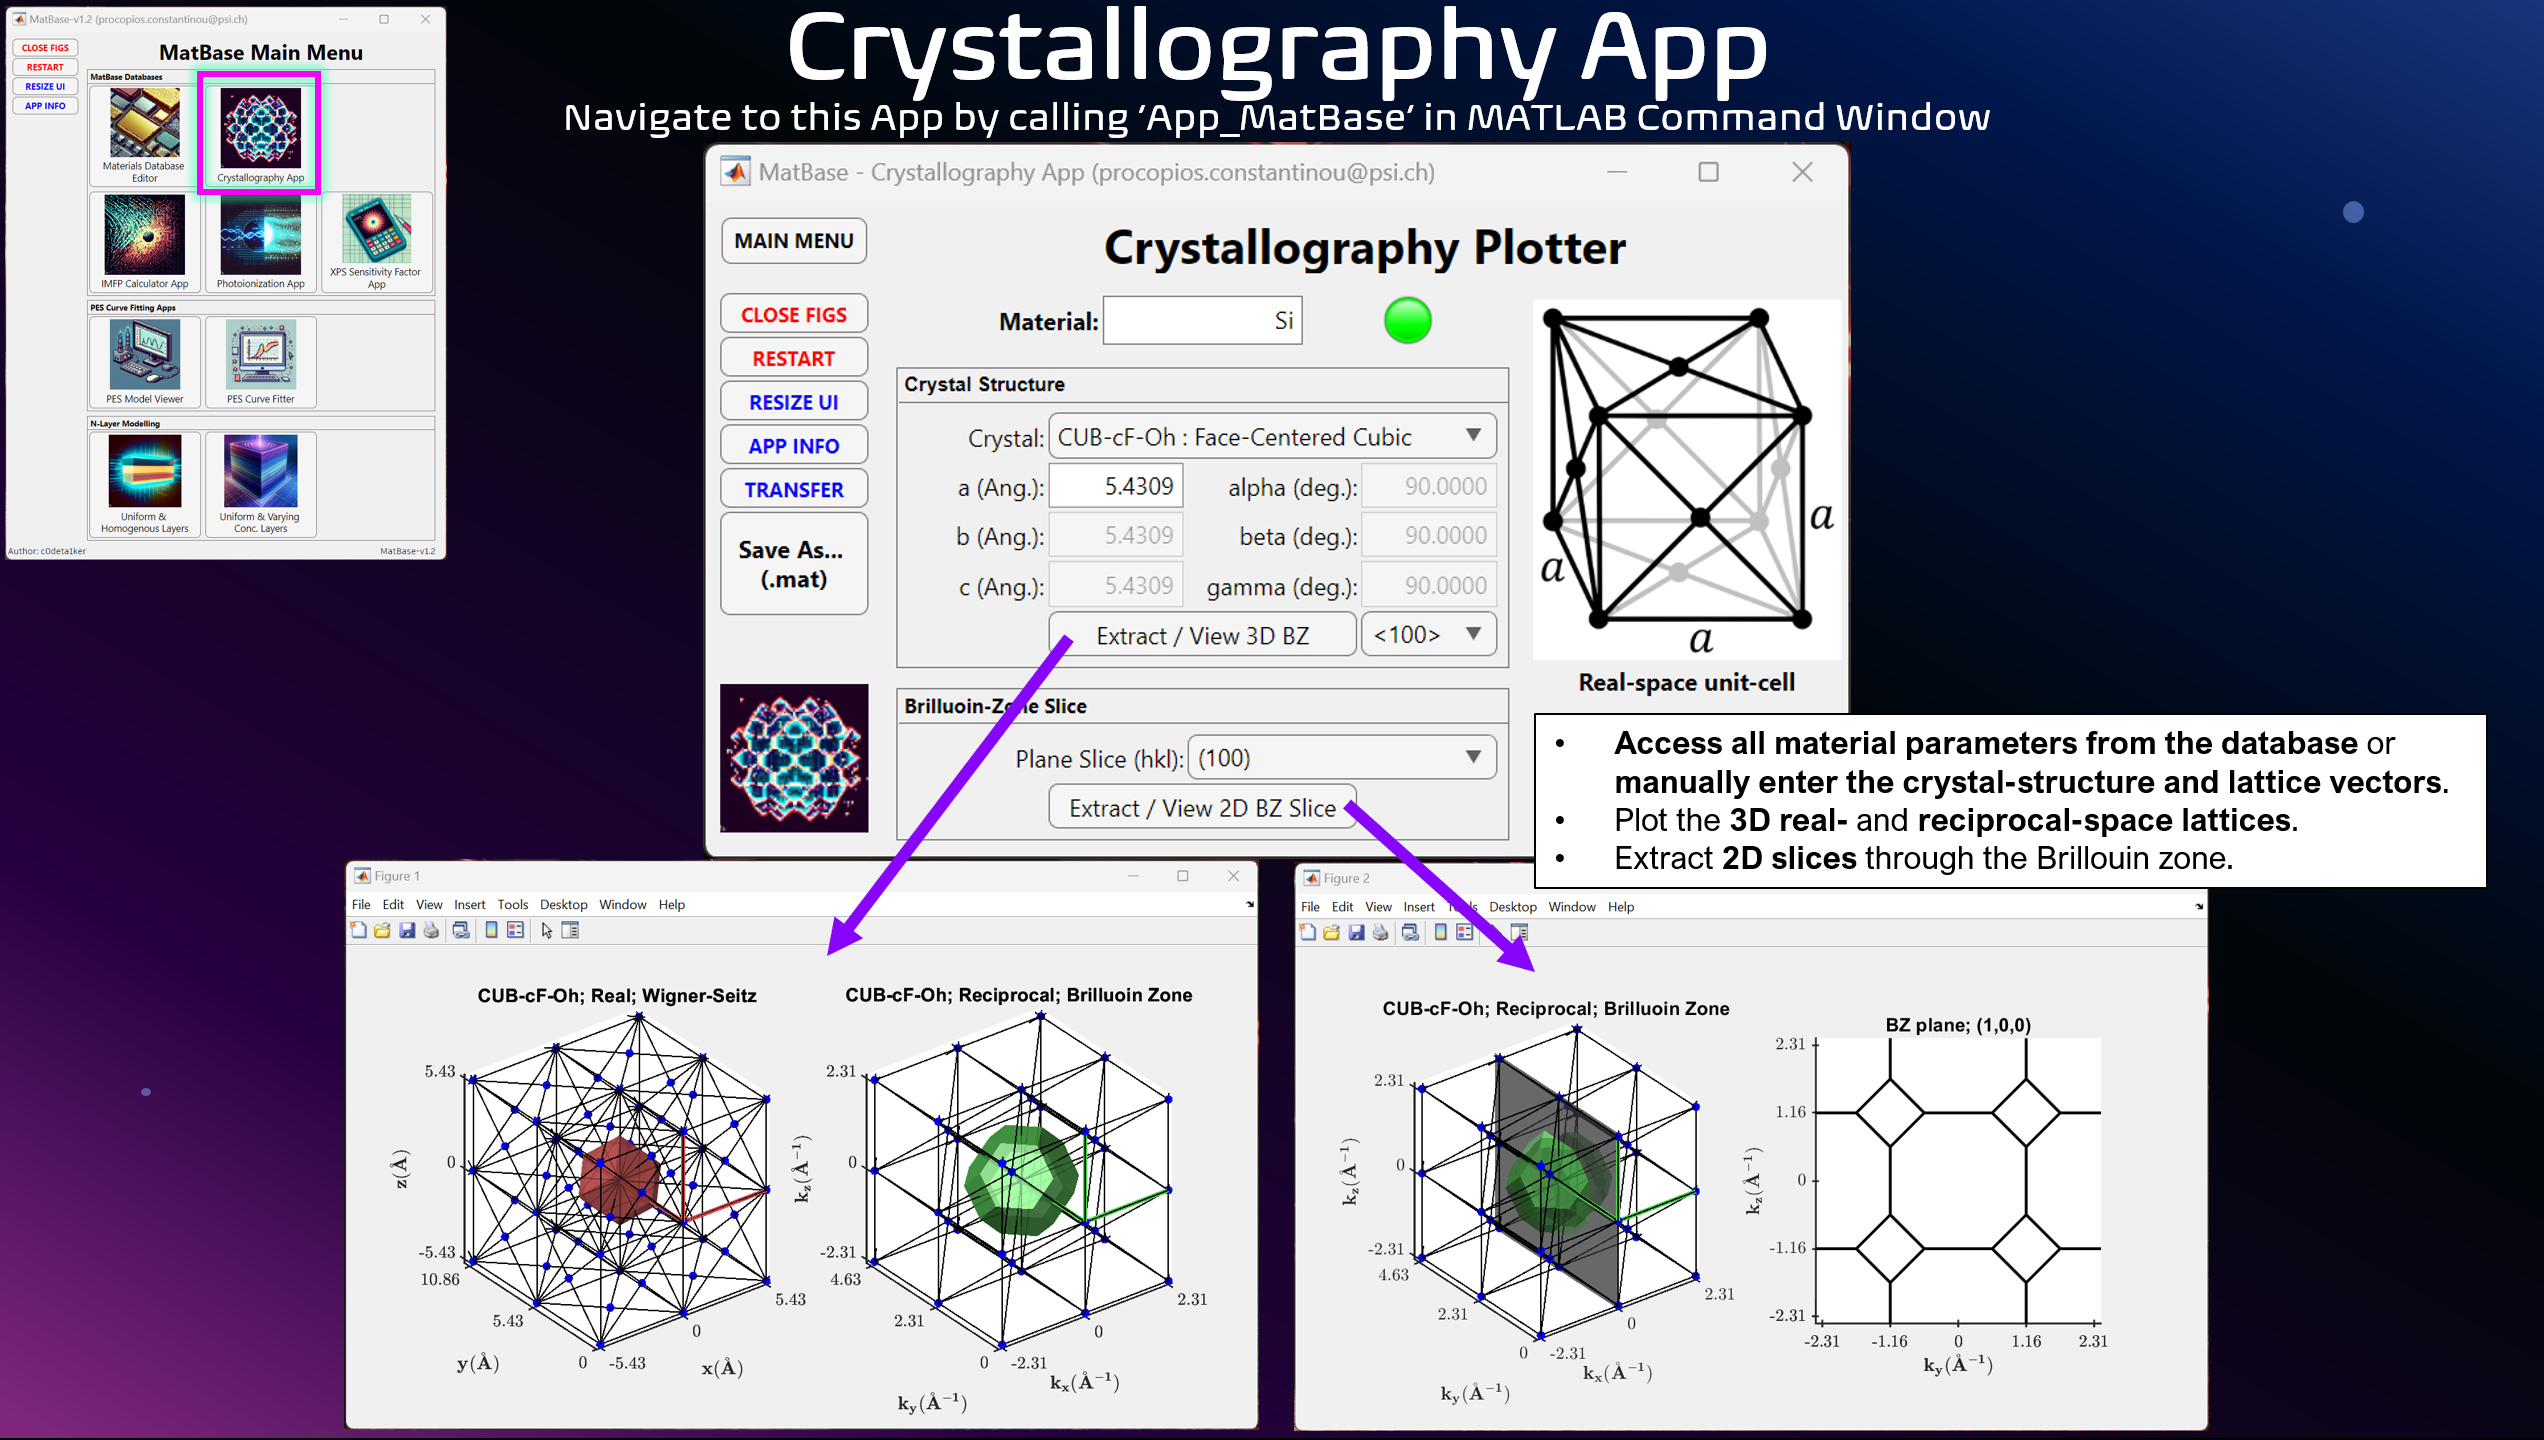 MatBase-v1.2 (procopios.constantinou@psi.ch)
CLOSE FIGS
RESTART
RESIZE UI
APP INFO
MatBase Main Menu
MatBase Databases
Materials Database
Editor
Crystallography App
IMFP Calculator App
Photoionization App
XPS Sensitivity Factor
App
PES Curve Fitting Apps
PES Model Viewer
PES Curve Fitter
N-Layer Modelling
Uniform &
Homogenous Layers
Uniform & Varying
Conc. Layers
Author: c0deta1ker
MatBase-v1.2
Crystallography App
Navigate to this App by calling ‘App_MatBase‘ in MATLAB Command Window
MatBase - Crystallography App (procopios.constantinou@psi.ch)
MAIN MENU
CLOSE FIGS
RESTART
RESIZE UI
APP INFO
TRANSFER
Save As...
(.mat)
Crystallography Plotter
Material: Si
Crystal Structure
Crystal: CUB-cF-Oh : Face-Centered Cubic
a (Ang.): 5.4309 alpha (deg.): 90.0000
b (Ang.): 5.4309 beta (deg.): 90.0000
c (Ang.): 5.4309 gamma (deg.): 90.0000
Extract / View 3D BZ <100>
Brilluoin-Zone Slice
Plane Slice (hkl): (100)
Extract / View 2D BZ Slice
a
a
a
Real-space unit-cell
• Access all material parameters from the database or
manually enter the crystal-structure and lattice vectors.
• Plot the 3D real- and reciprocal-space lattices.
• Extract 2D slices through the Brillouin zone.
Figure 1
File Edit View Insert Tools Desktop Window Help
CUB-cF-Oh; Real; Wigner-Seitz
5.43
0
-5.43
10.86
5.43
0
-5.43
0
5.43
z(Å)
y(Å)
x(Å)
CUB-cF-Oh; Reciprocal; Brilluoin Zone
2.31
0
-2.31
4.63
2.31
0
-2.31
0
2.31
kz(Å⁻¹)
ky(Å⁻¹)
kx(Å⁻¹)
Figure 2
File Edit View Insert Tools Desktop Window Help
CUB-cF-Oh; Reciprocal; Brilluoin Zone
2.31
0
-2.31
4.63
2.31
0
-2.31
0
2.31
kz(Å⁻¹)
ky(Å⁻¹)
kx(Å⁻¹)
BZ plane; (1,0,0)
2.31
1.16
0
-1.16
-2.31
-2.31 -1.16 0 1.16 2.31
kz(Å⁻¹)
ky(Å⁻¹)